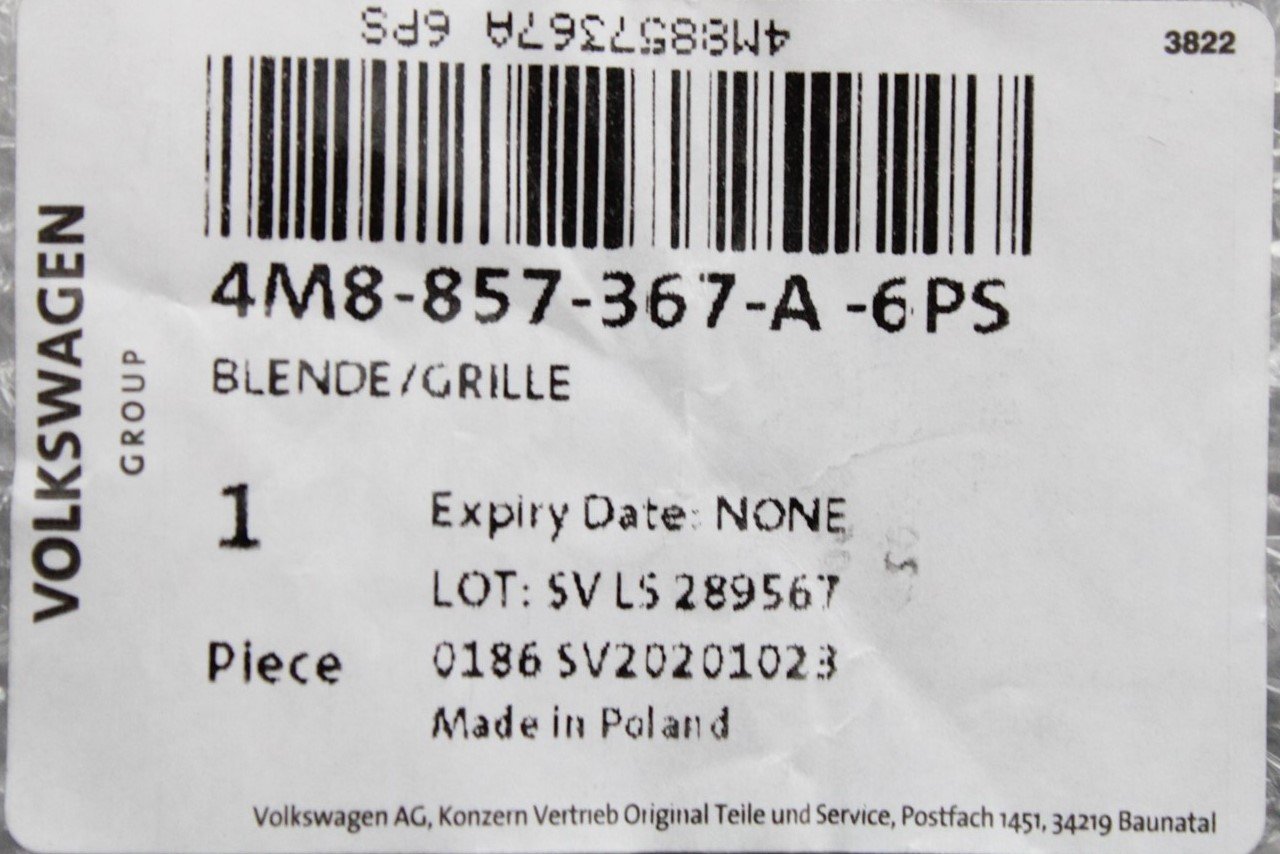 4M8857367A 6PS
3822
4M8-857-367-A -6PS
BLENDE/GRILLE
VOLKSWAGEN
GROUP
1
Expiry Date: NONE
LOT: SV LS 289567
Piece
0186 SV20201023
Made in Poland
Volkswagen AG, Konzern Vertrieb Original Teile und Service, Postfach 1451, 34219 Baunatal